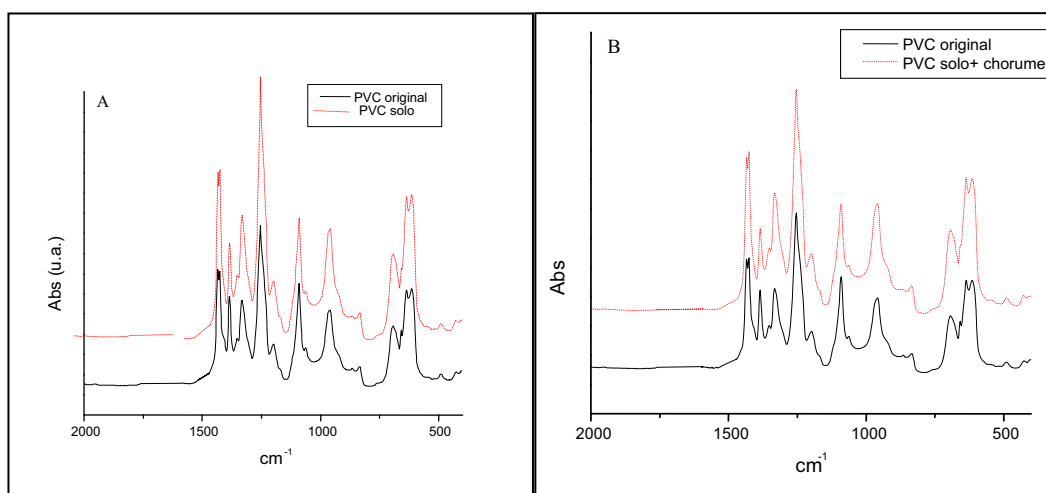 A
PVC original
PVC solo
Abs (u.a.)
2000 1500 1000 500
cm-1
B
PVC original
PVC solo+ chorume
Abs
2000 1500 1000 500
cm-1